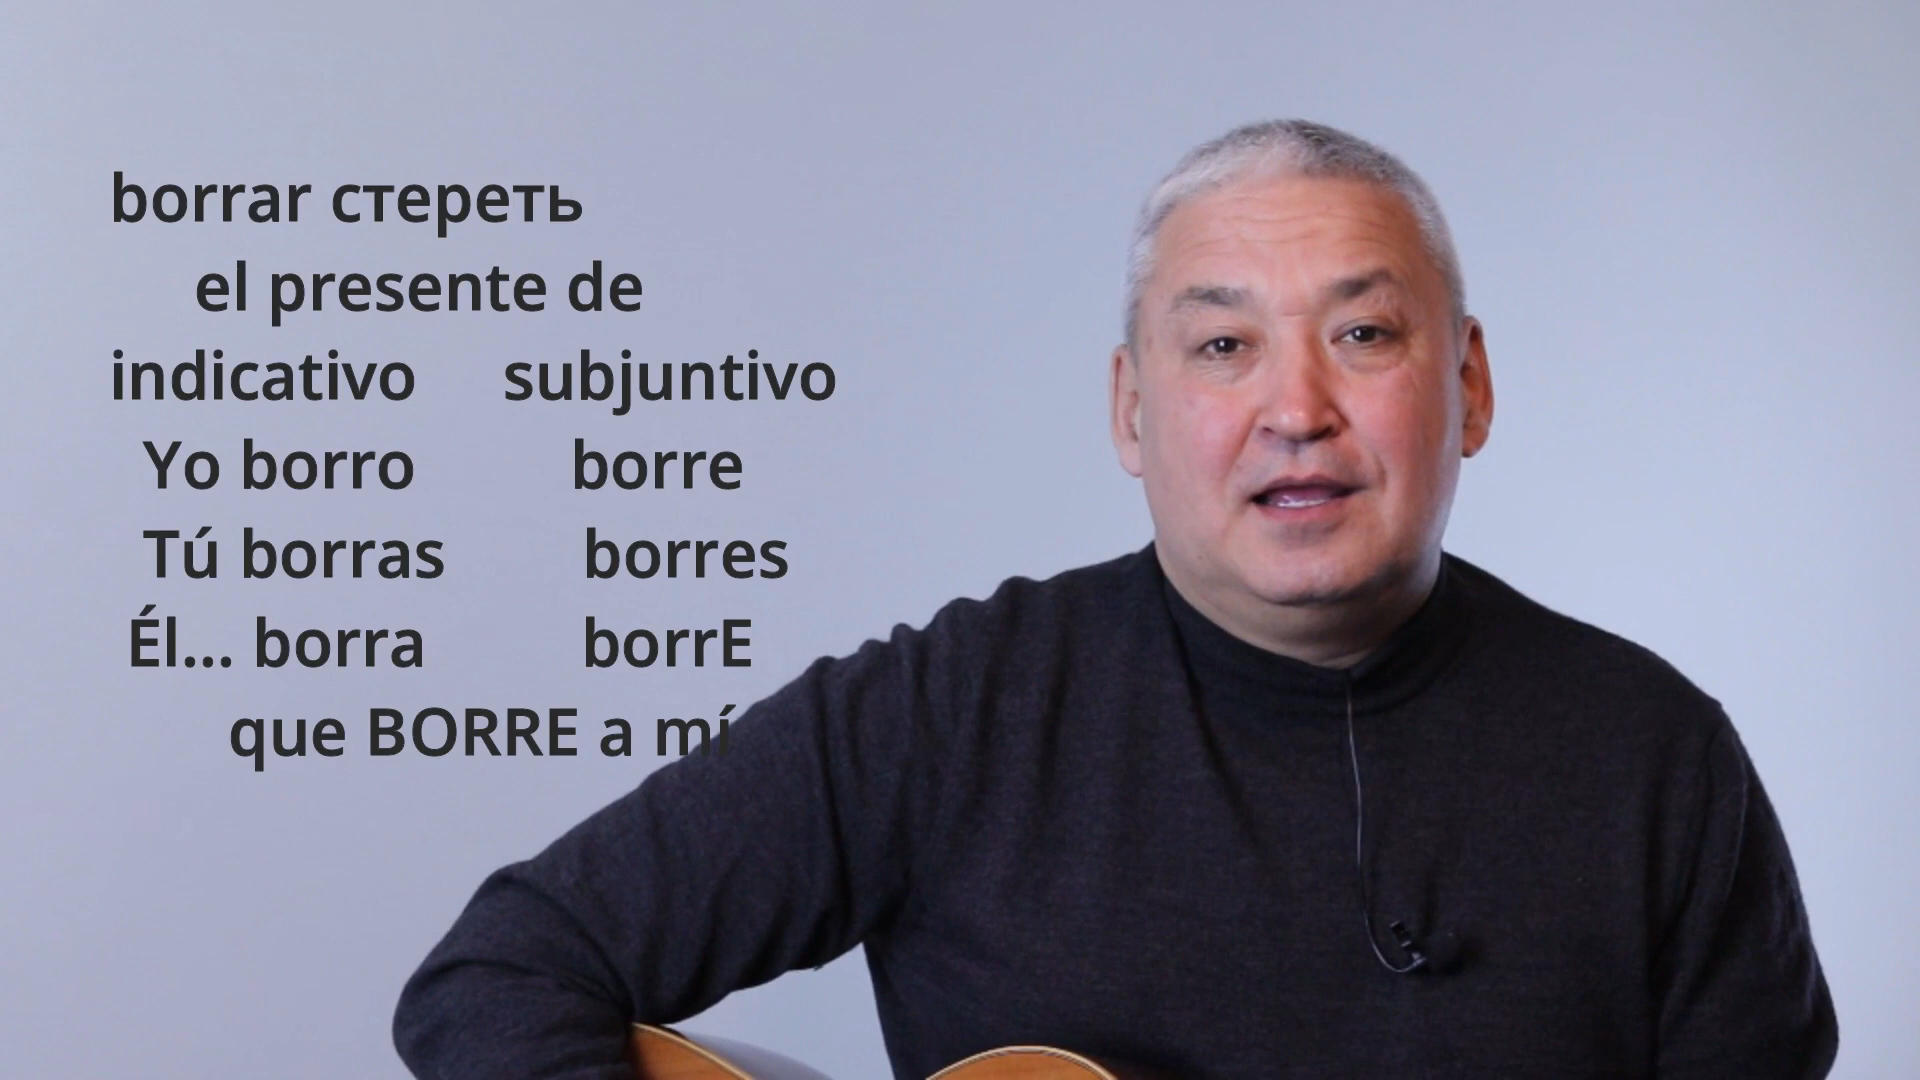 borrar стереть
el presente de
indicativo subjuntivo
Yo borro borre
Tú borras borres
Él... borra borrE
que BORRE a mí